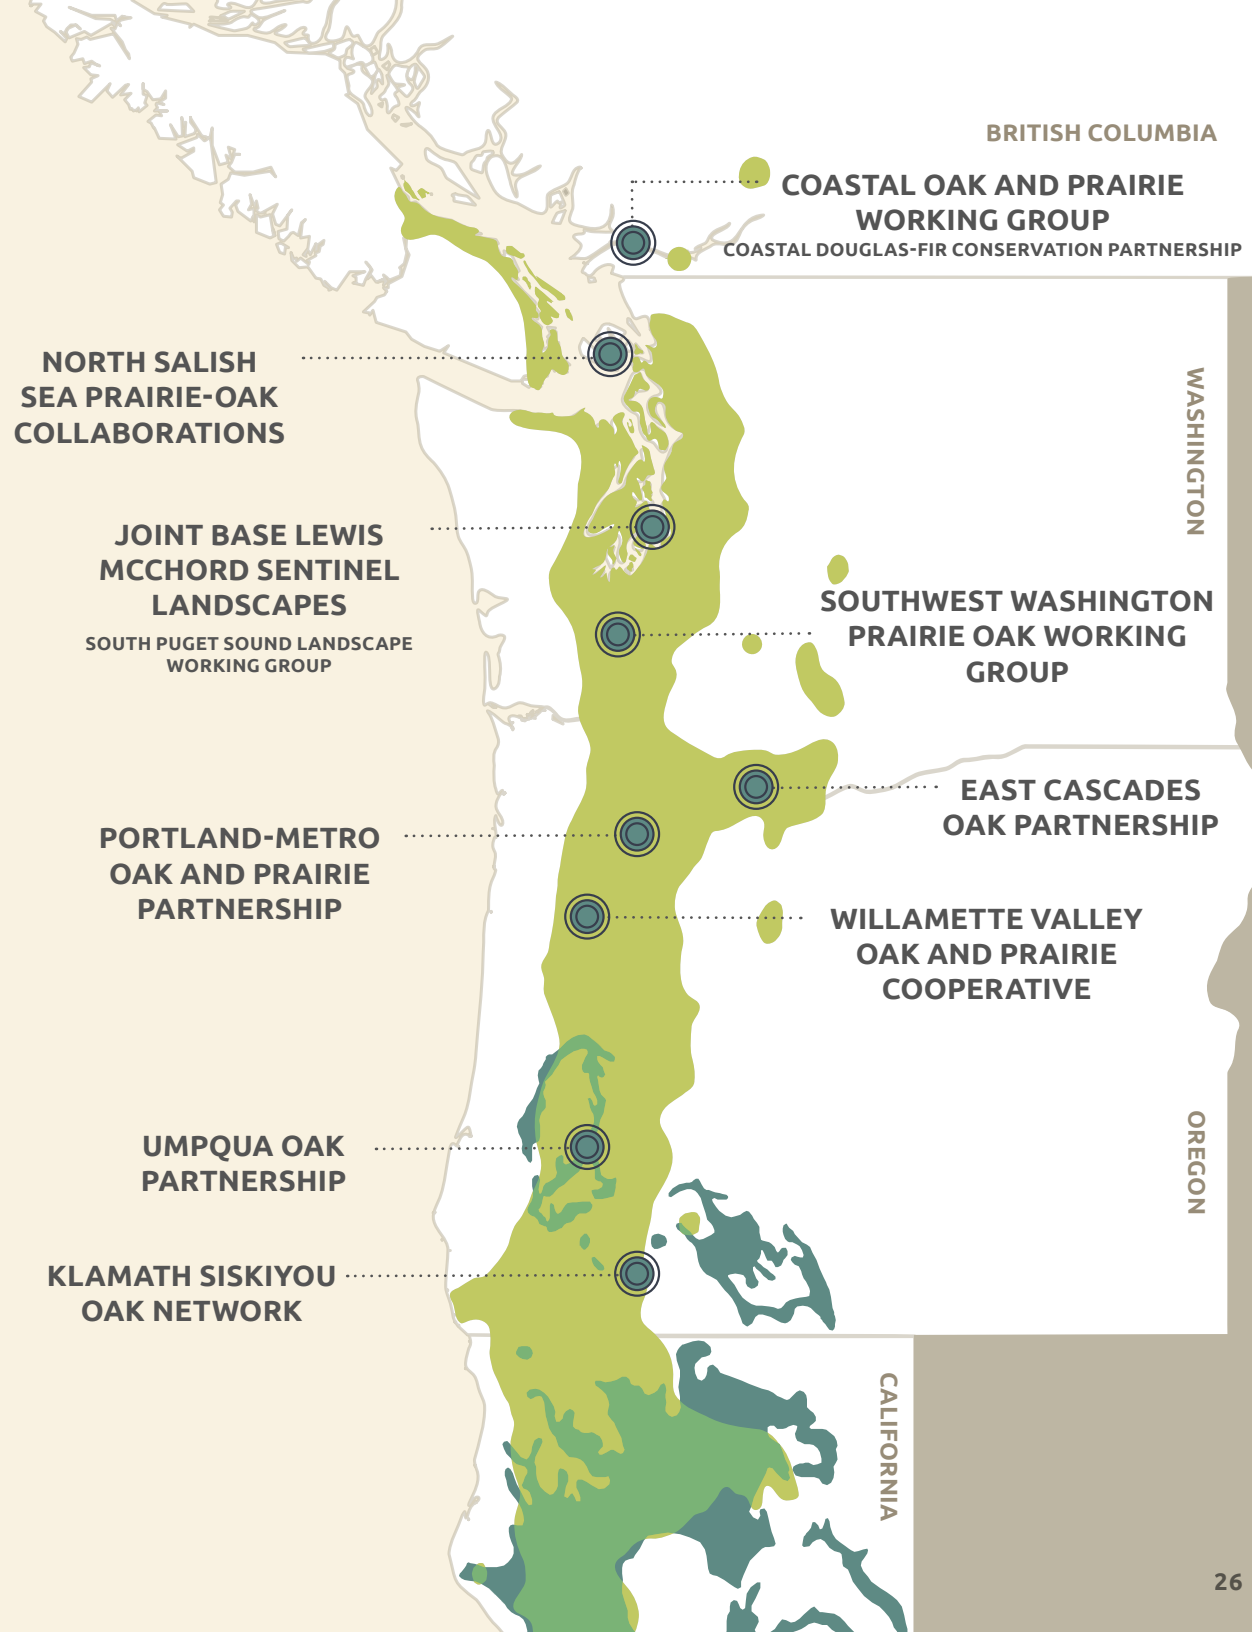 BRITISH COLUMBIA
COASTAL OAK AND PRAIRIE
WORKING GROUP
COASTAL DOUGLAS-FIR CONSERVATION PARTNERSHIP
NORTH SALISH
SEA PRAIRIE-OAK
COLLABORATIONS
WASHINGTON
JOINT BASE LEWIS
MCCHORD SENTINEL
LANDSCAPES
SOUTH PUGET SOUND LANDSCAPE
WORKING GROUP
SOUTHWEST WASHINGTON
PRAIRIE OAK WORKING
GROUP
EAST CASCADES
OAK PARTNERSHIP
PORTLAND-METRO
OAK AND PRAIRIE
PARTNERSHIP
WILLAMETTE VALLEY
OAK AND PRAIRIE
COOPERATIVE
UMPQUA OAK
PARTNERSHIP
OREGON
KLAMATH SISKIYOU
OAK NETWORK
CALIFORNIA
26